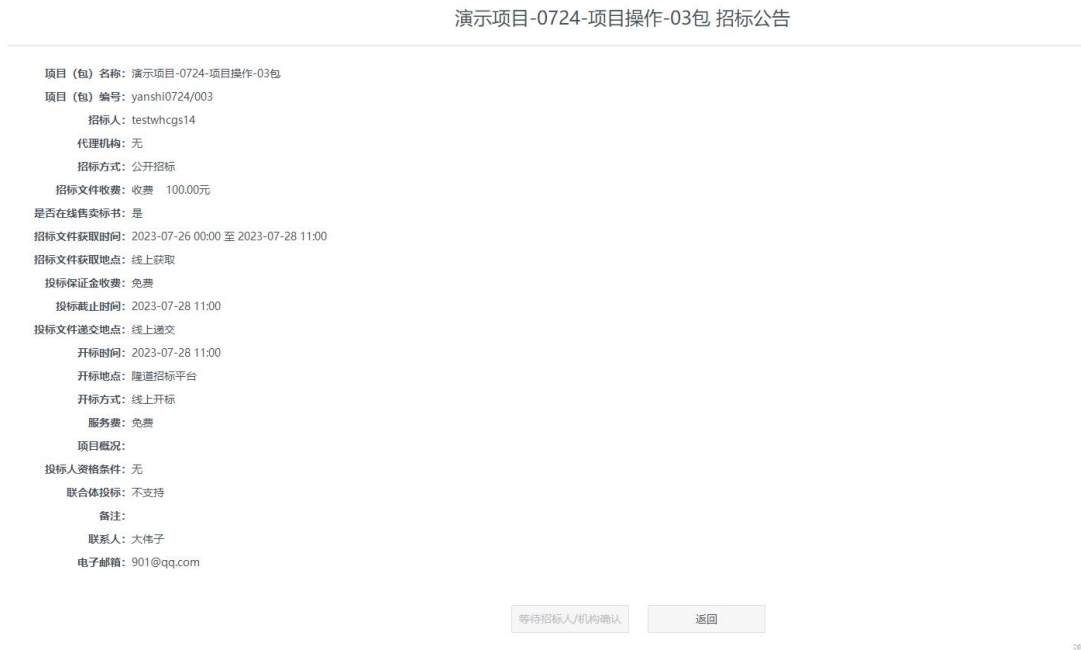 演示项目-0724-项目操作-03包 招标公告
项目（包）名称：演示项目-0724-项目操作-03包
项目（包）编号：yanshi0724/003
招标人：testwhcgs14
代理机构：无
招标方式：公开招标
招标文件收费：收费 100.00元
是否在线售卖标书：是
招标文件获取时间：2023-07-26 00:00 至 2023-07-28 11:00
招标文件获取地点：线上获取
投标保证金收费：免费
投标截止时间：2023-07-28 11:00
投标文件递交地点：线上递交
开标时间：2023-07-28 11:00
开标地点：隧道招标平台
开标方式：线上开标
服务费：免费
项目概况：
投标人资格条件：无
联合体投标：不支持
备注：
联系人：大伟子
电子邮箱：901@qq.com
等待招标人/机构确认 返回